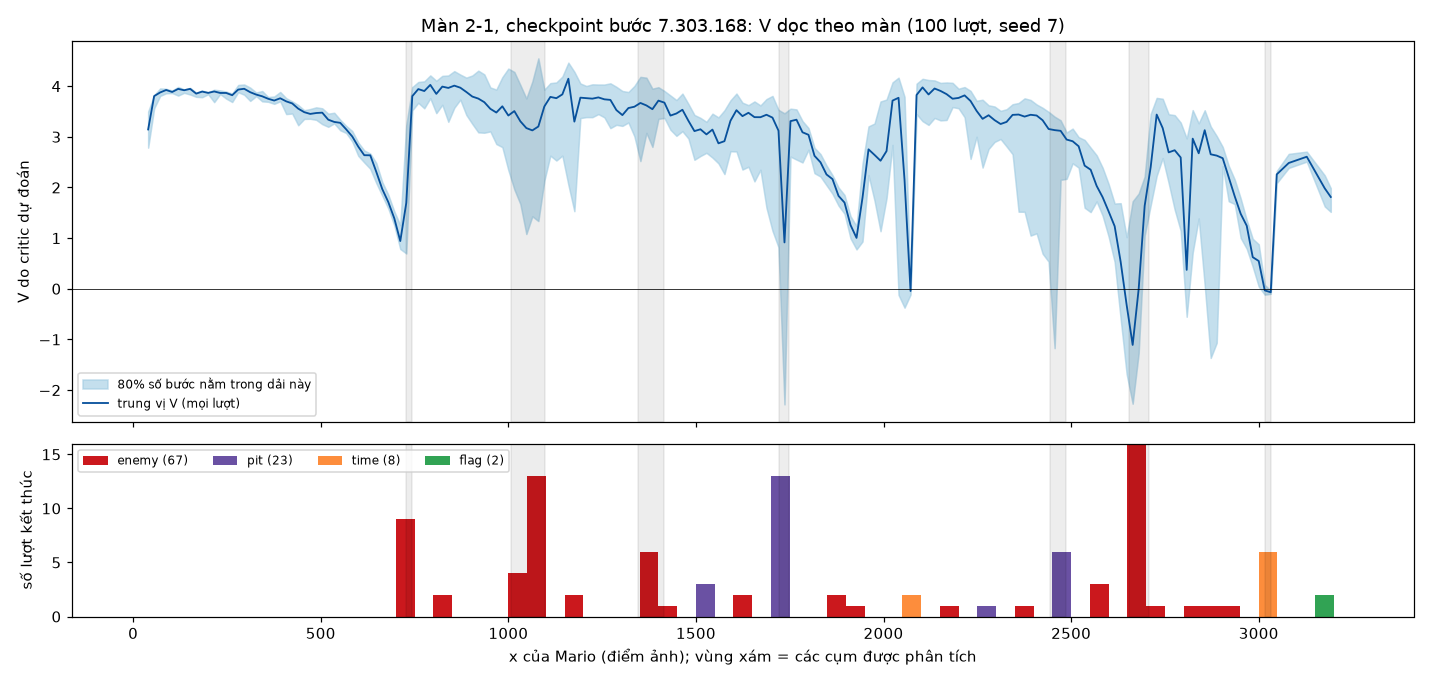 Màn 2-1, checkpoint bước 7.303.168: V dọc theo màn (100 lượt, seed 7)
V do critic dự đoán
4
3
2
1
0
−1
−2
80% số bước nằm trong dải này
trung vị V (mọi lượt)
số lượt kết thúc
15
10
5
0
enemy (67)
pit (23)
time (8)
flag (2)
0
500
1000
1500
2000
2500
3000
x của Mario (điểm ảnh); vùng xám = các cụm được phân tích